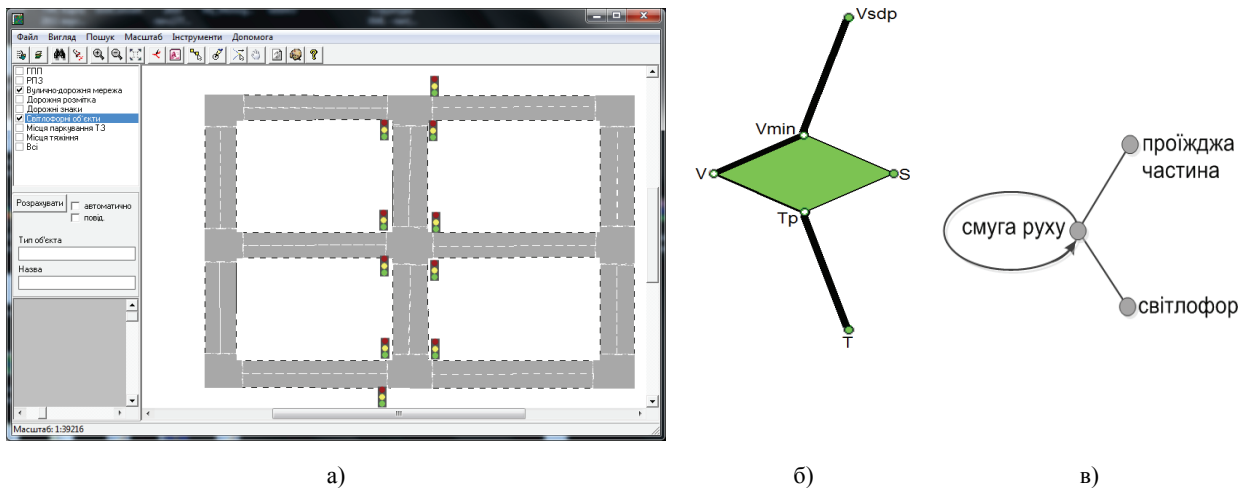 Файл Вигляд Пошук Масштаб Інструменти Допомога
ГПП
РПЗ
Вулично-дорожня мережа
Дорожня розмітка
Дорожні знаки
Світлофорні об'єкти
Місця паркування Т.З
Місця тяжіння
Всі
Розрахувати
автоматично
повід.
Тип об'єкта
Назва
Масштаб: 1:39216
а)
Vsdp
Vmin
V
S
Tp
T
б)
проїжджа
частина
смуга руху
світлофор
в)